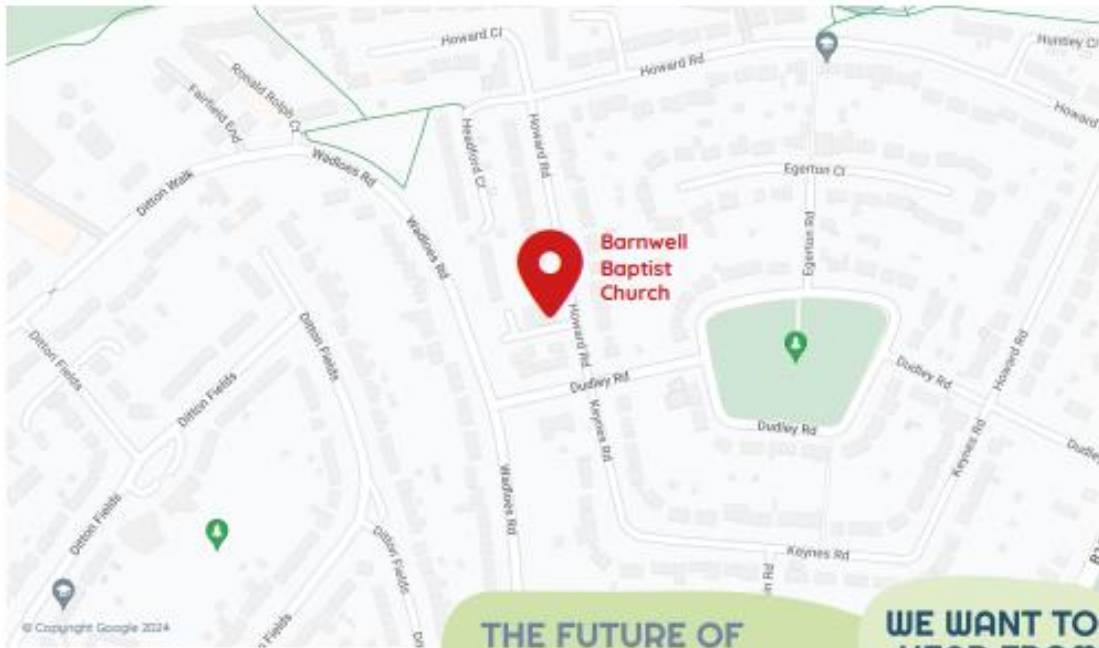 Howard Cl
Huntley Cl
Howard Rd
Ronald Rolph Ct
Fairfield End
Howard
Howard Rd
Headford Cl
Wadloes Rd
Egerton Cl
Ditton Walk
Wadloes Rd
Egerton Rd
Barnwell
Baptist
Church
Ditton Fields
Ditton Fields
Howard Rd
Howard Rd
Dudley Rd
Dudley Rd
Ditton Fields
Keynes Rd
Dudley Rd
Keynes Rd
Dudle
Wadloes Rd
Ditton Fields
Ditton Fields
Keynes Rd
n Rd
Fields
© Copyright Google 2024
THE FUTURE OF
WE WANT TO